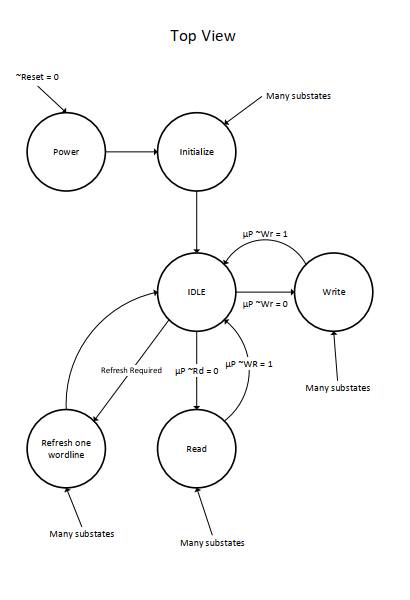 Top View
~Reset = 0
Many substates
Power
Initialize
µP ~Wr = 1
IDLE
Write
µP ~Wr = 0
µP ~WR = 1
Refresh Required
µP ~Rd = 0
Many substates
Refresh one
wordline
Read
Many substates
Many substates